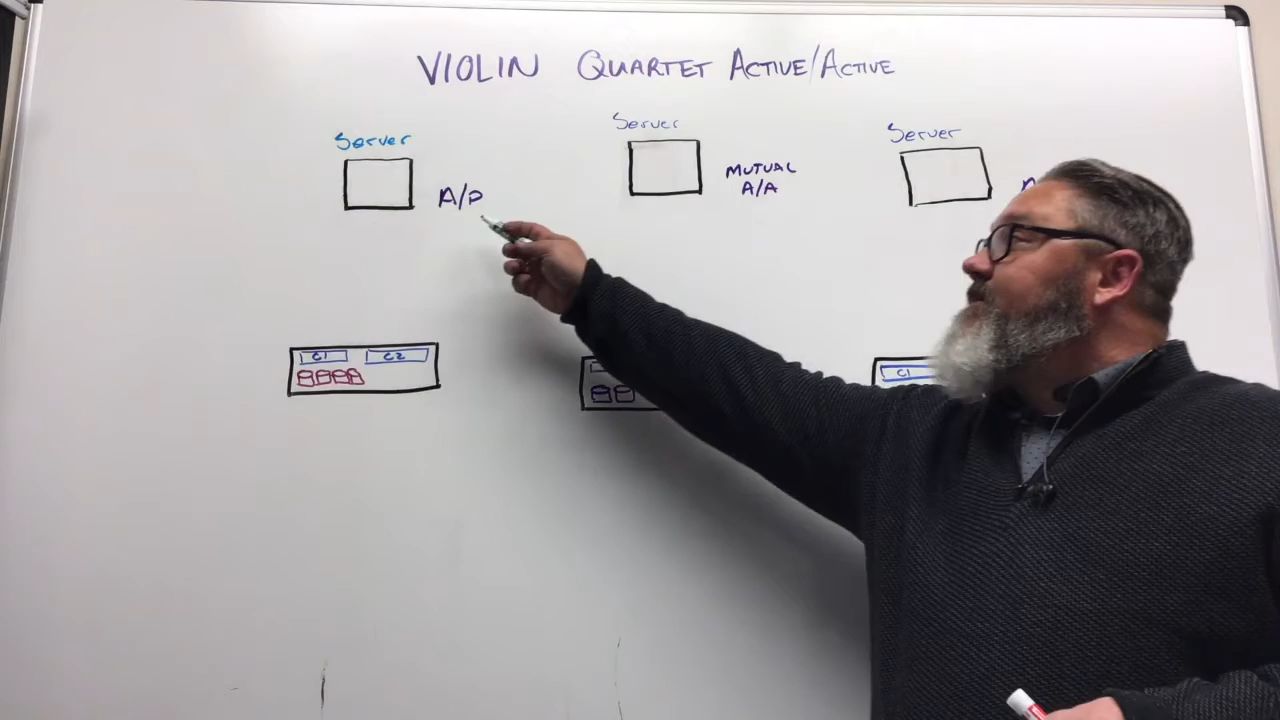 VIOLIN QUARTET ACTIVE/ACTIVE
Server
Server
Server
A/P
MUTUAL
A/A
C1 C2
C1